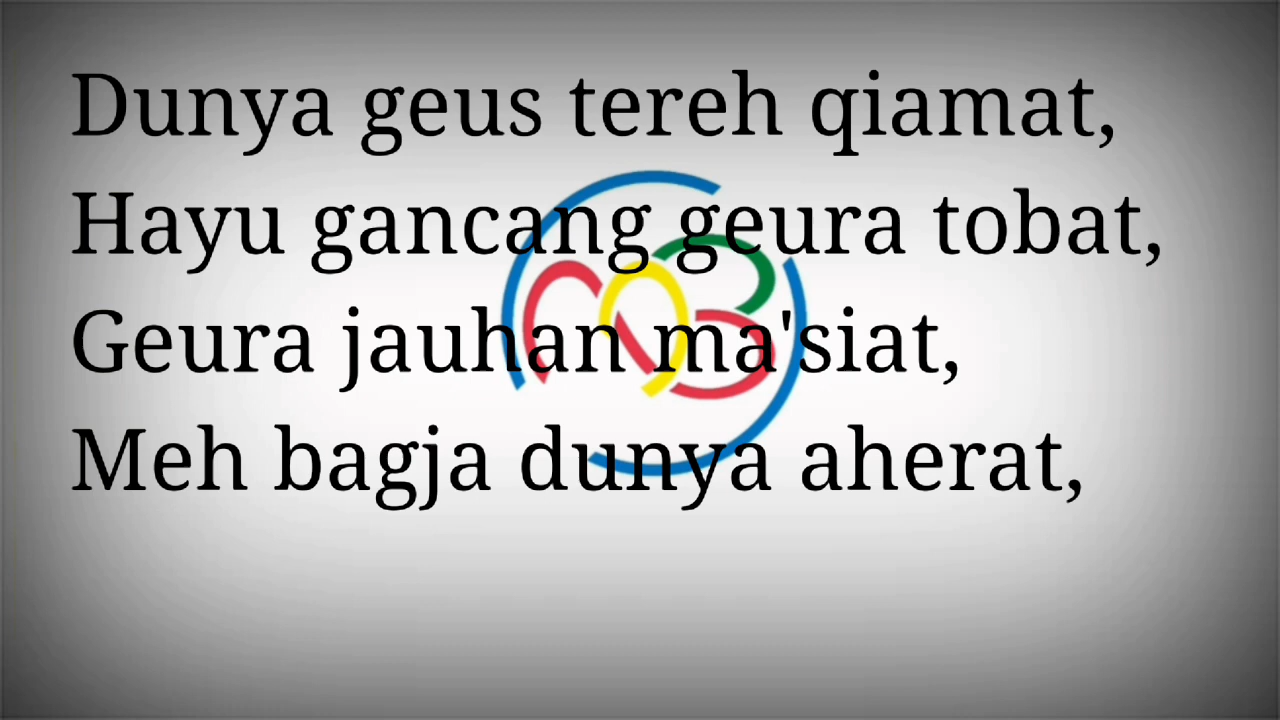 Dunya geus tereh qiamat,
Hayu gancang geura tobat,
Geura jauhan ma'siat,
Meh bagja dunya aherat,